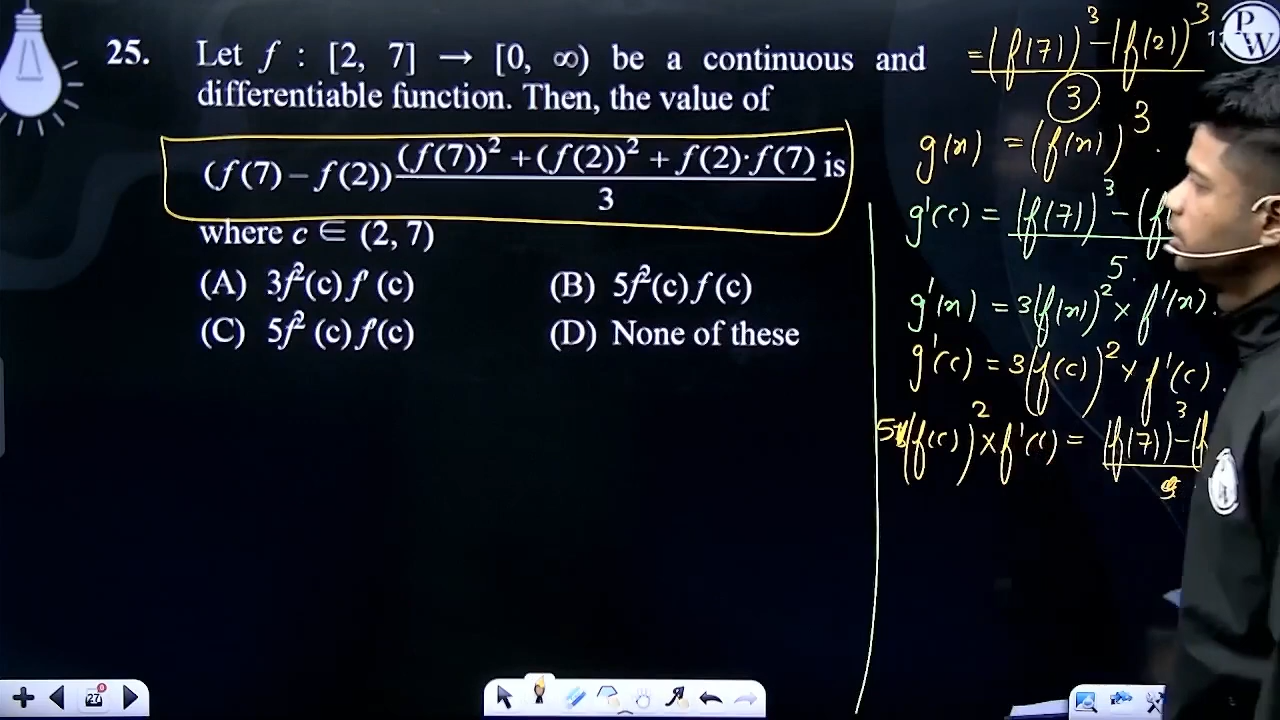 25. Let f : [2, 7] → [0, ∞) be a continuous and
differentiable function. Then, the value of
(f(7) – f(2)) (f(7))² + (f(2))² + f(2)·f(7) / 3 is
where c ∈ (2, 7)
(A) 3f²(c) f′ (c) (B) 5f²(c) f (c)
(C) 5f² (c) f′(c) (D) None of these
= (f(7))³ – (f(2))³ / 3
g(x) = (f(x))³.
g'(c) = (f(7))³ – (f / 5.
g'(x) = 3(f(x))² × f'(x).
g'(c) = 3(f(c))² × f'(c).
5(f(c))² × f'(c) = (f(7))³ – (f
P
W
27